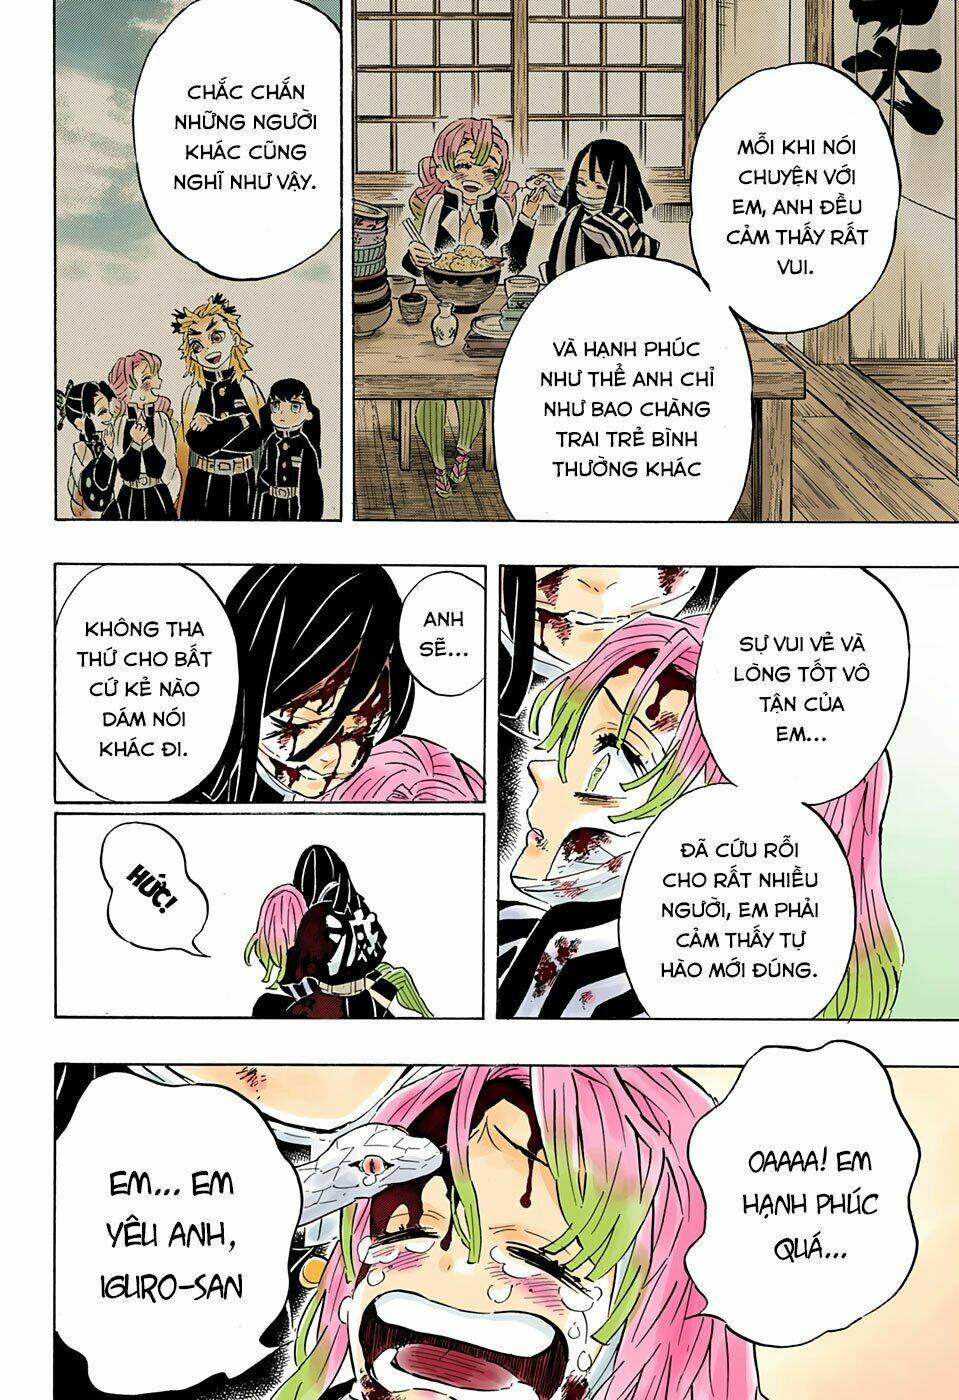 MỖI KHI NÓI
CHUYỆN VỚI
EM, ANH ĐỀU
CẢM THẤY RẤT
VUI.
VÀ HẠNH PHÚC
NHƯ THỂ ANH CHỈ
NHƯ BAO CHÀNG
TRAI TRẺ BÌNH
THƯỜNG KHÁC
CHẮC CHẮN
NHỮNG NGƯỜI
KHÁC CŨNG
NGHĨ NHƯ VẬY.
SỰ VUI VẺ VÀ
LÒNG TỐT VÔ
TẬN CỦA
EM...
ĐÃ CỨU RỖI
CHO RẤT NHIỀU
NGƯỜI, EM PHẢI
CẢM THẤY TỰ
HÀO MỚI ĐÚNG.
ANH
SẼ...
KHÔNG THA
THỨ CHO BẤT
CỨ KẺ NÀO
DÁM NÓI
KHÁC ĐI.
HỨC!
滅
OAAAA! EM
HẠNH PHÚC
QUÁ...
EM... EM
YÊU ANH,
IGURO-SAN